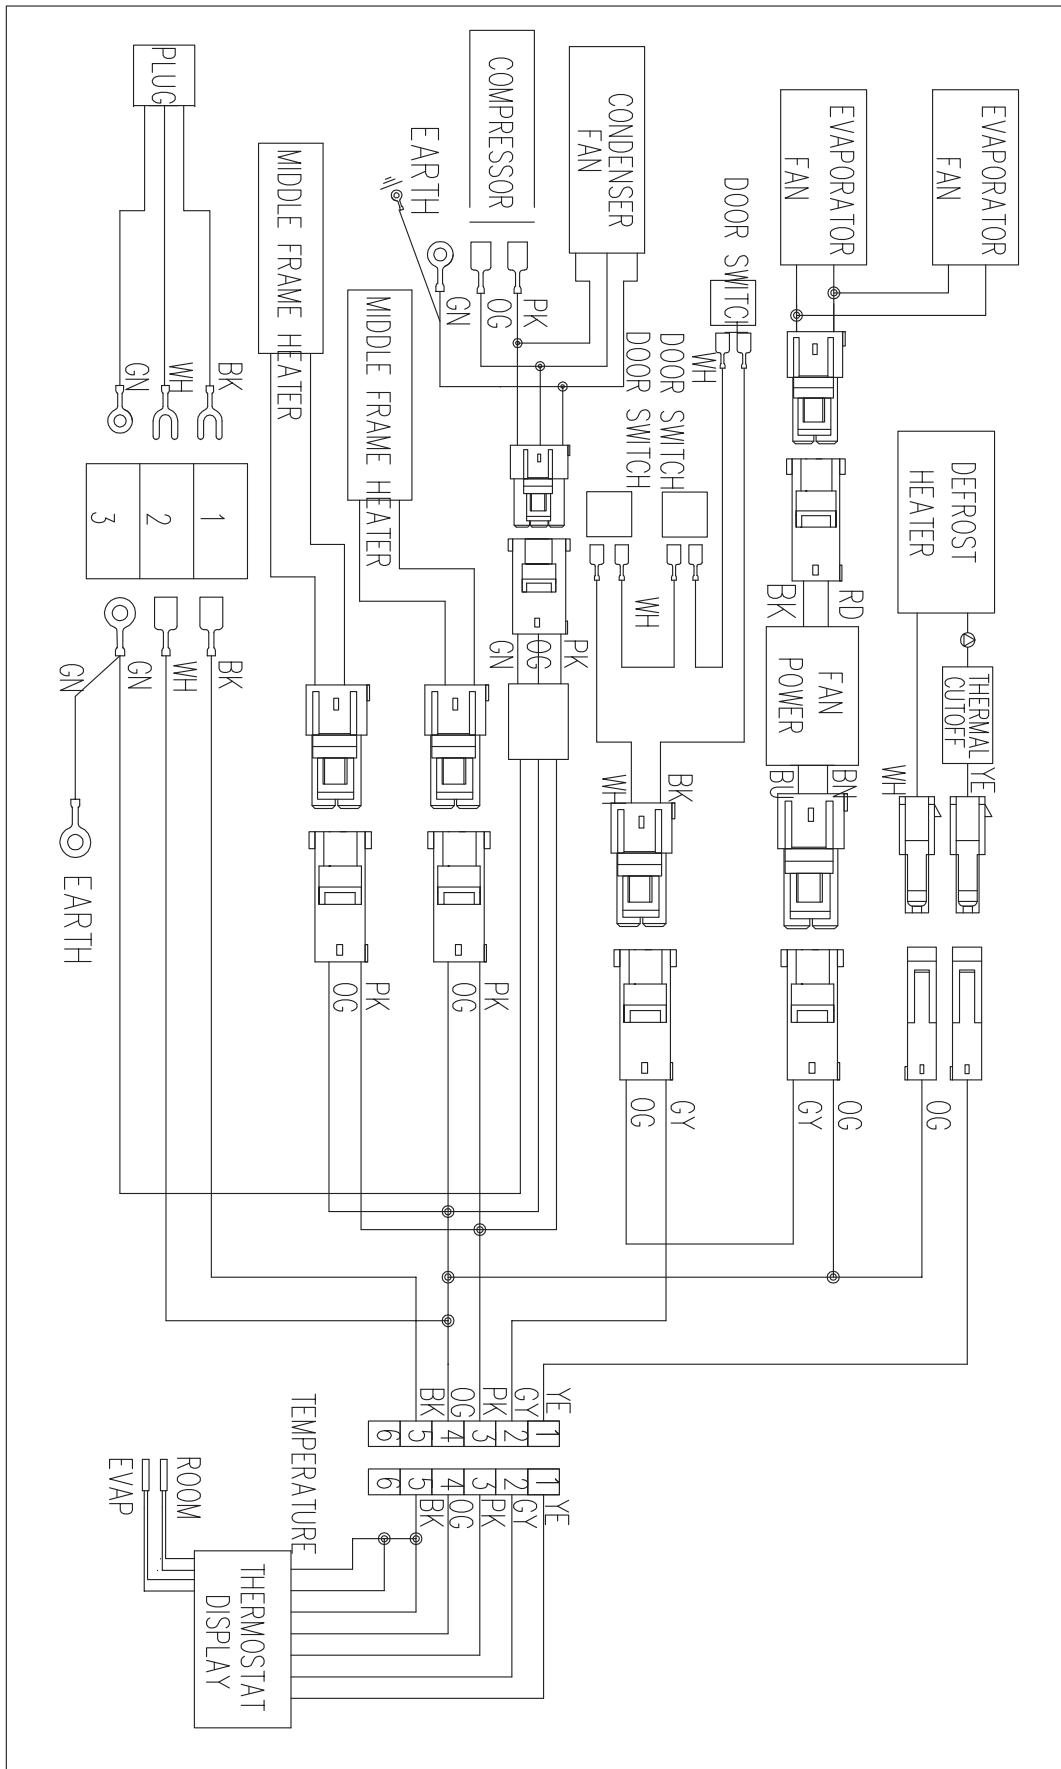 PLUG
GN
WH
BK
3
2
1
GN
GN
WH
BK
EARTH
MIDDLE FRAME HEATER
MIDDLE FRAME HEATER
OG
PK
OG
PK
EARTH
COMPRESSOR
GN
OG
PK
CONDENSER
FAN
GN
OG
PK
DOOR SWITCH
DOOR SWITCH
DOOR SWITCH
WH
WH
WH
BK
OG
GY
EVAPORATOR
FAN
EVAPORATOR
FAN
BK
RD
FAN
POWER
BU
BN
GY
OG
DEFROST
HEATER
THERMAL
CUTOFF
WH
YE
OG
BK
OG
PK
GY
YE
6
5
4
3
2
1
6
5
4
3
2
1
BK
OG
PK
GY
YE
TEMPERATURE
ROOM
EVAP
THERMOSTAT
DISPLAY